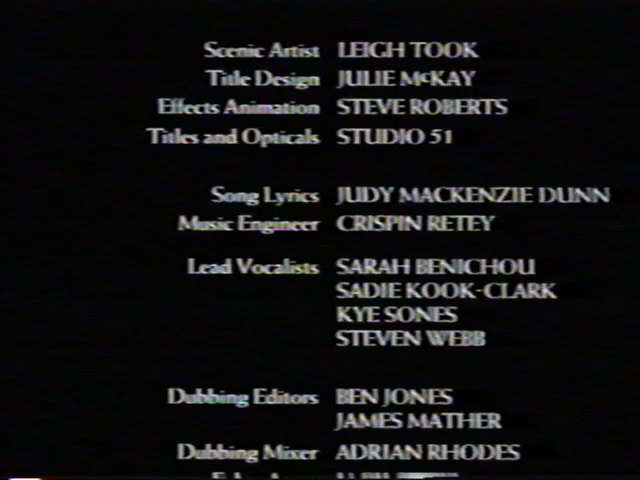 Scenic Artist LEIGH TOOK
Title Design JULIE McKAY
Effects Animation STEVE ROBERTS
Titles and Opticals STUDIO 51
Song Lyrics JUDY MACKENZIE DUNN
Music Engineer CRISPIN RETEY
Lead Vocalists SARAH BENICHOU
SADIE KOOK-CLARK
KYE SONES
STEVEN WEBB
Dubbing Editors BEN JONES
JAMES MATHER
Dubbing Mixer ADRIAN RHODES